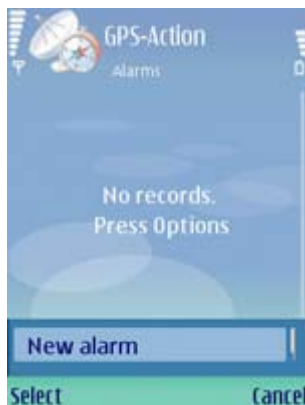 GPS-Action
Alarms
No records.
Press Options
New alarm
Select Cancel